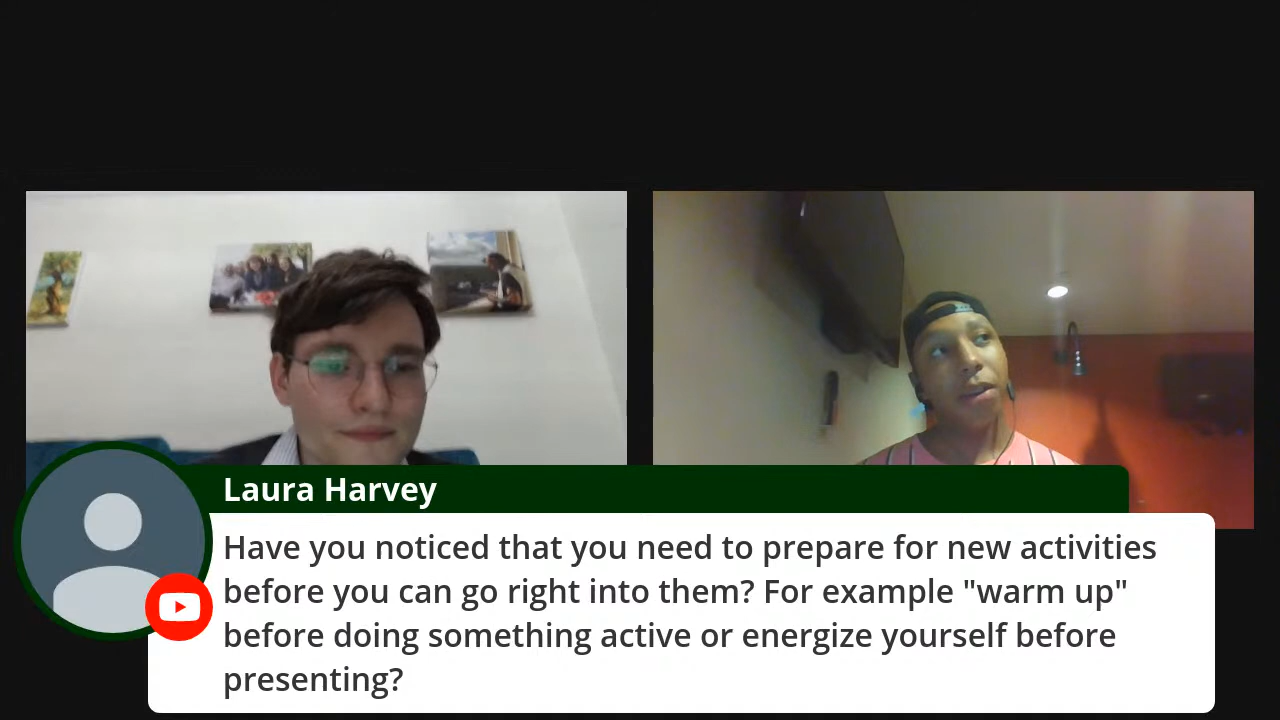 Laura Harvey
Have you noticed that you need to prepare for new activities
before you can go right into them? For example "warm up"
before doing something active or energize yourself before
presenting?